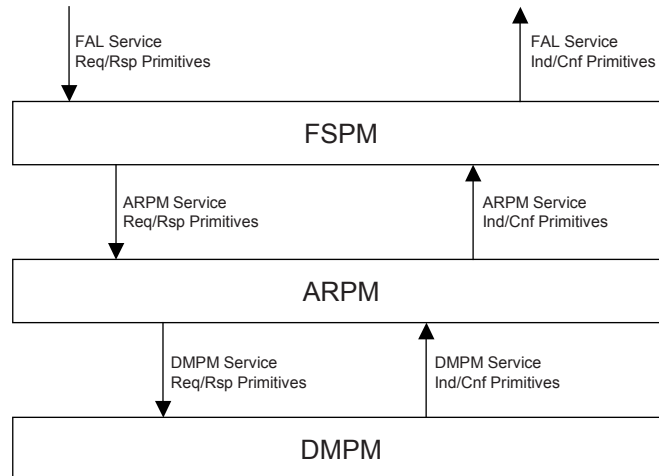 FAL Service
Req/Rsp Primitives
FAL Service
Ind/Cnf Primitives
FSPM
ARPM Service
Req/Rsp Primitives
ARPM Service
Ind/Cnf Primitives
ARPM
DMPM Service
Req/Rsp Primitives
DMPM Service
Ind/Cnf Primitives
DMPM